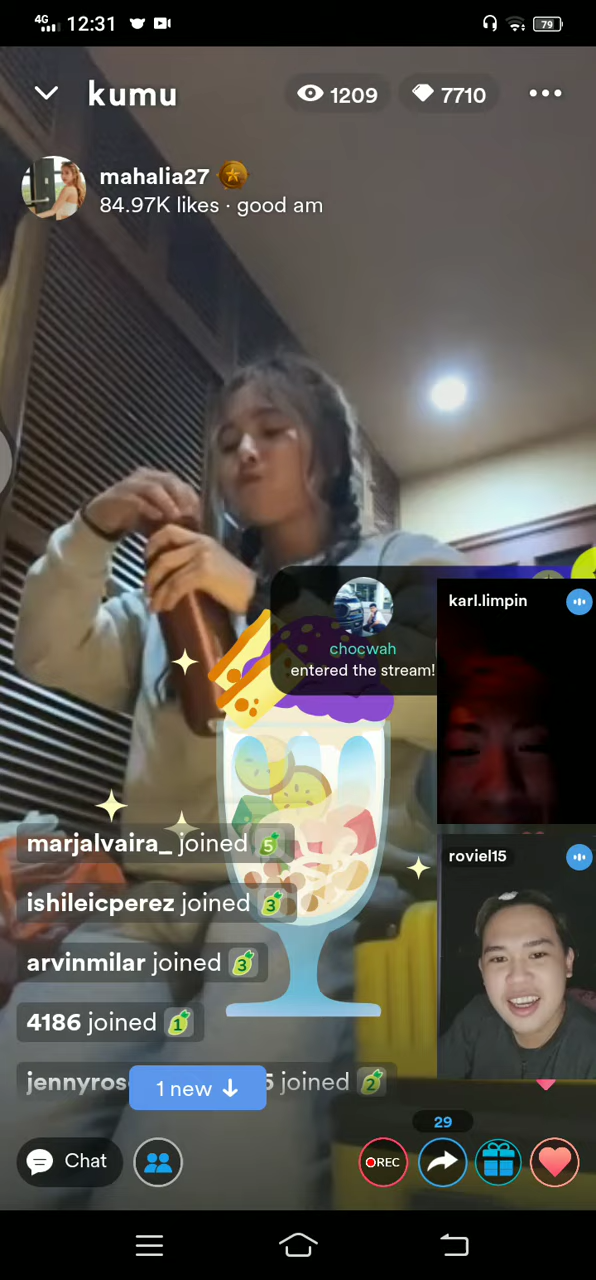 4G 12:31 79
kumu 1209 7710
mahalia27
84.97K likes · good am
chocwah
entered the stream!
karl.limpin
roviel15
marjalvaira_ joined 5
ishileicperez joined 3
arvinmilar joined 3
4186 joined 1
joined 2
1 new
29
Chat
REC